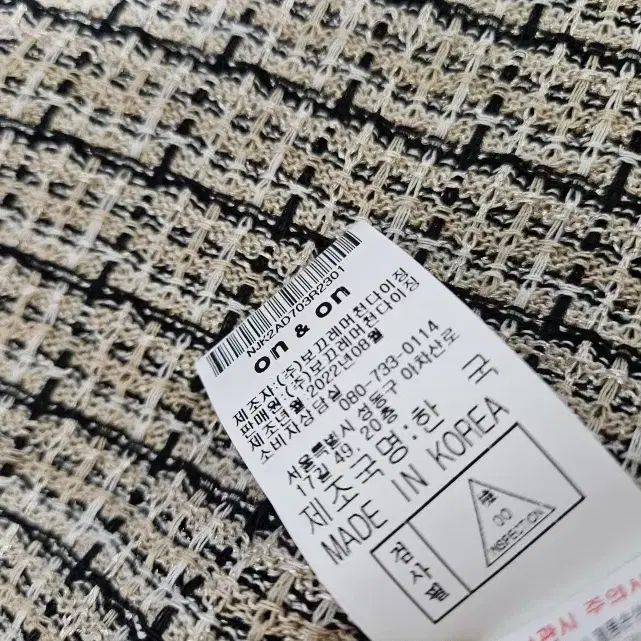 NJK2AD703R2301
on & on
제조자:(주)보끄레머천다이징
판매원:(주)보끄레머천다이징
제조년월 2022년08월
소비자상담실 080-733-0114
서울특별시 성동구 아차산로
17길 49, 20층
제조국명:한 국
MADE IN KOREA
검사필
檢
00
INSPECTION